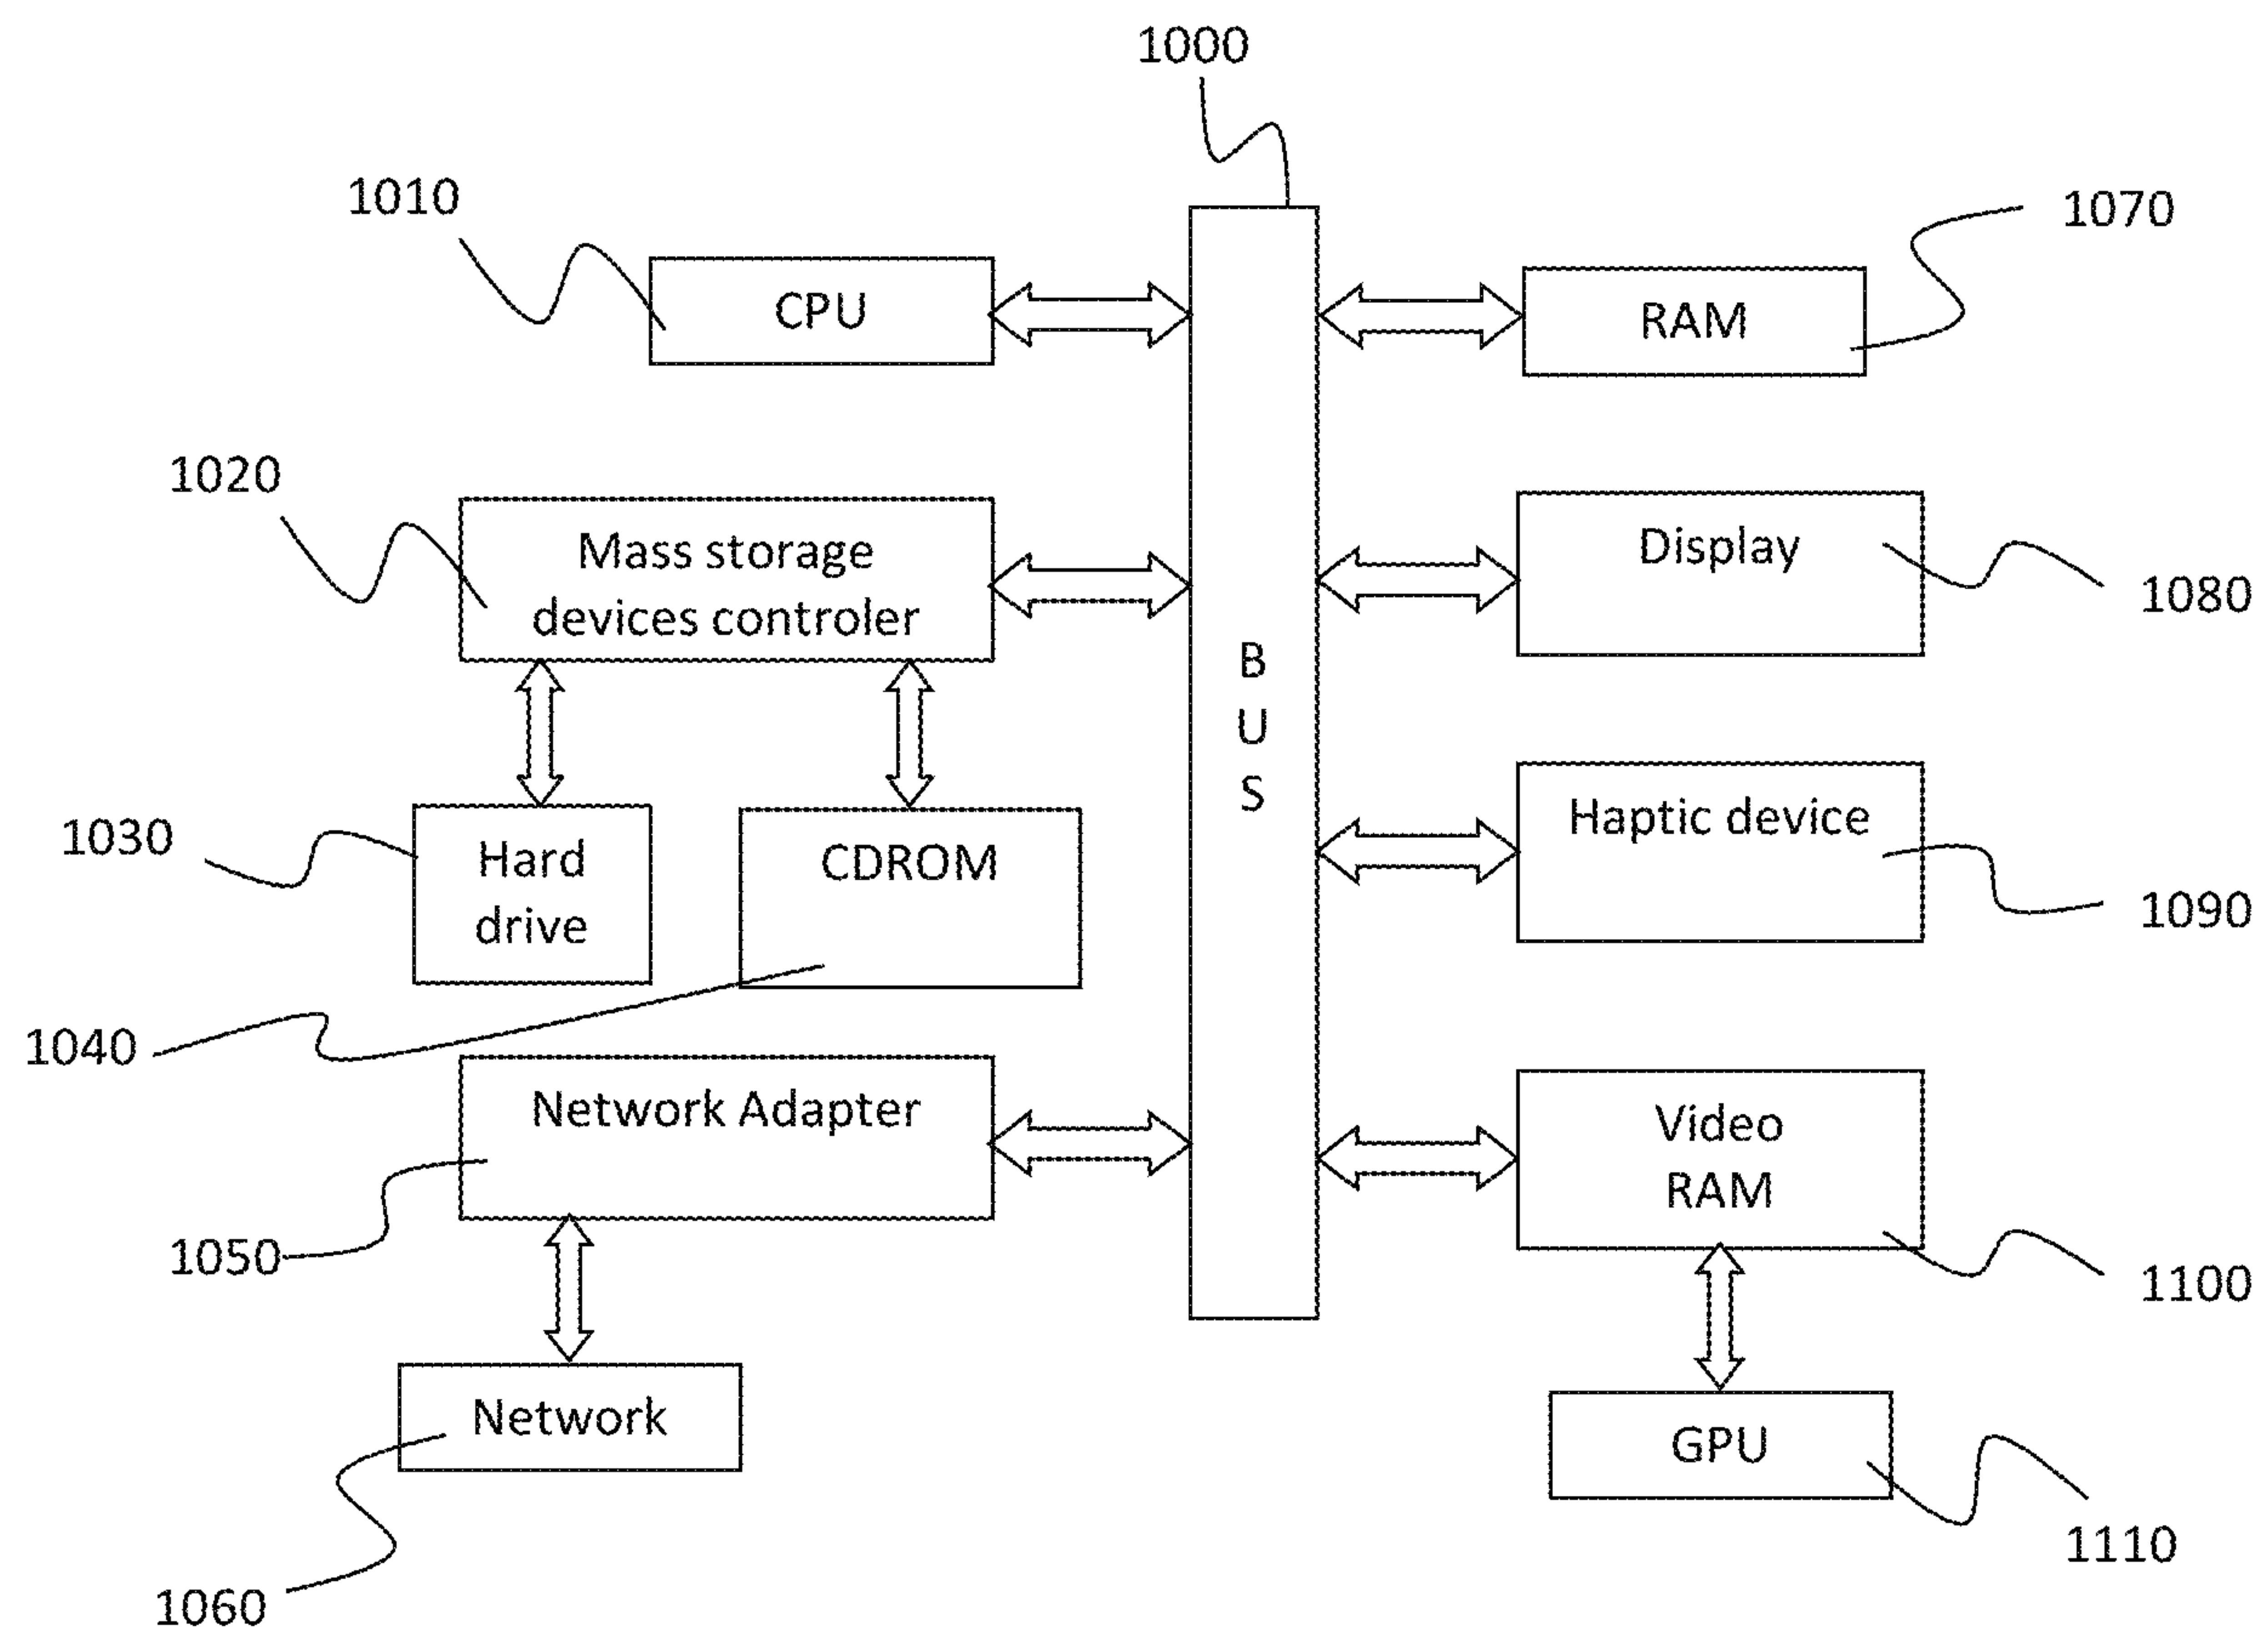 1000
1010
CPU
1070
RAM
1020
Mass storage
devices controler
Display
1080
B
U
S
1030
Hard
drive
CDROM
Haptic device
1090
1040
Network Adapter
1050
Video
RAM
1100
Network
1060
GPU
1110